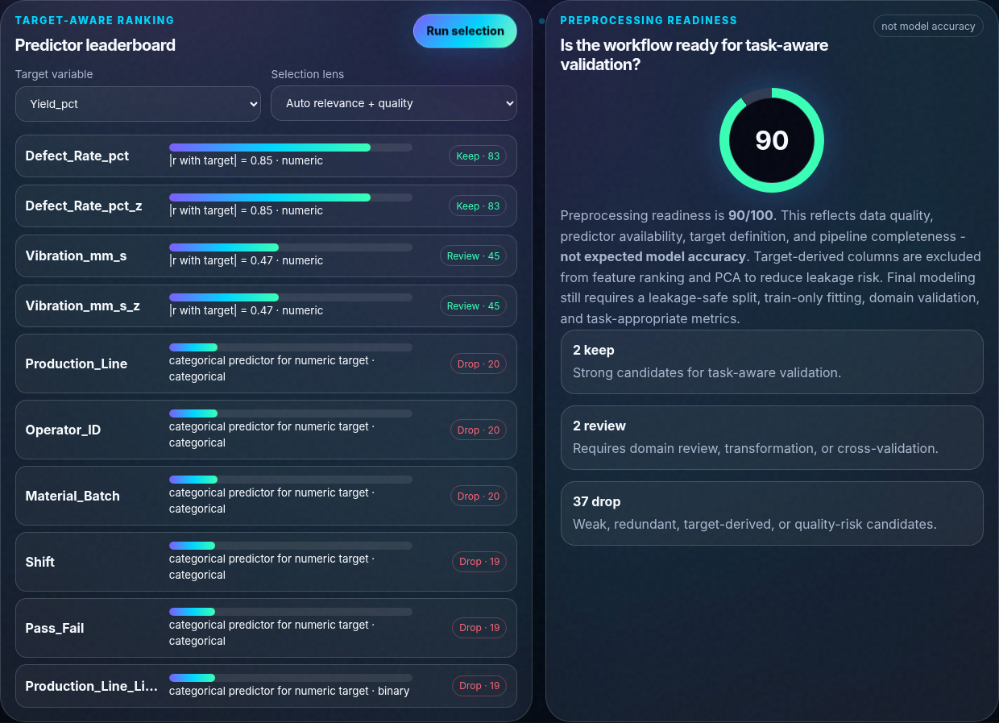 TARGET-AWARE RANKING
Predictor leaderboard
Run selection
Target variable
Selection lens
Yield_pct
Auto relevance + quality
Defect_Rate_pct
|r with target| = 0.85 · numeric
Keep · 83
Defect_Rate_pct_z
|r with target| = 0.85 · numeric
Keep · 83
Vibration_mm_s
|r with target| = 0.47 · numeric
Review · 45
Vibration_mm_s_z
|r with target| = 0.47 · numeric
Review · 45
Production_Line
categorical predictor for numeric target ·
categorical
Drop · 20
Operator_ID
categorical predictor for numeric target ·
categorical
Drop · 20
Material_Batch
categorical predictor for numeric target ·
categorical
Drop · 20
Shift
categorical predictor for numeric target ·
categorical
Drop · 19
Pass_Fail
categorical predictor for numeric target ·
categorical
Drop · 19
Production_Line_Li...
categorical predictor for numeric target · binary
Drop · 19
PREPROCESSING READINESS
not model accuracy
Is the workflow ready for task-aware
validation?
90
Preprocessing readiness is 90/100. This reflects data quality,
predictor availability, target definition, and pipeline completeness -
not expected model accuracy. Target-derived columns are excluded
from feature ranking and PCA to reduce leakage risk. Final modeling
still requires a leakage-safe split, train-only fitting, domain validation,
and task-appropriate metrics.
2 keep
Strong candidates for task-aware validation.
2 review
Requires domain review, transformation, or cross-validation.
37 drop
Weak, redundant, target-derived, or quality-risk candidates.